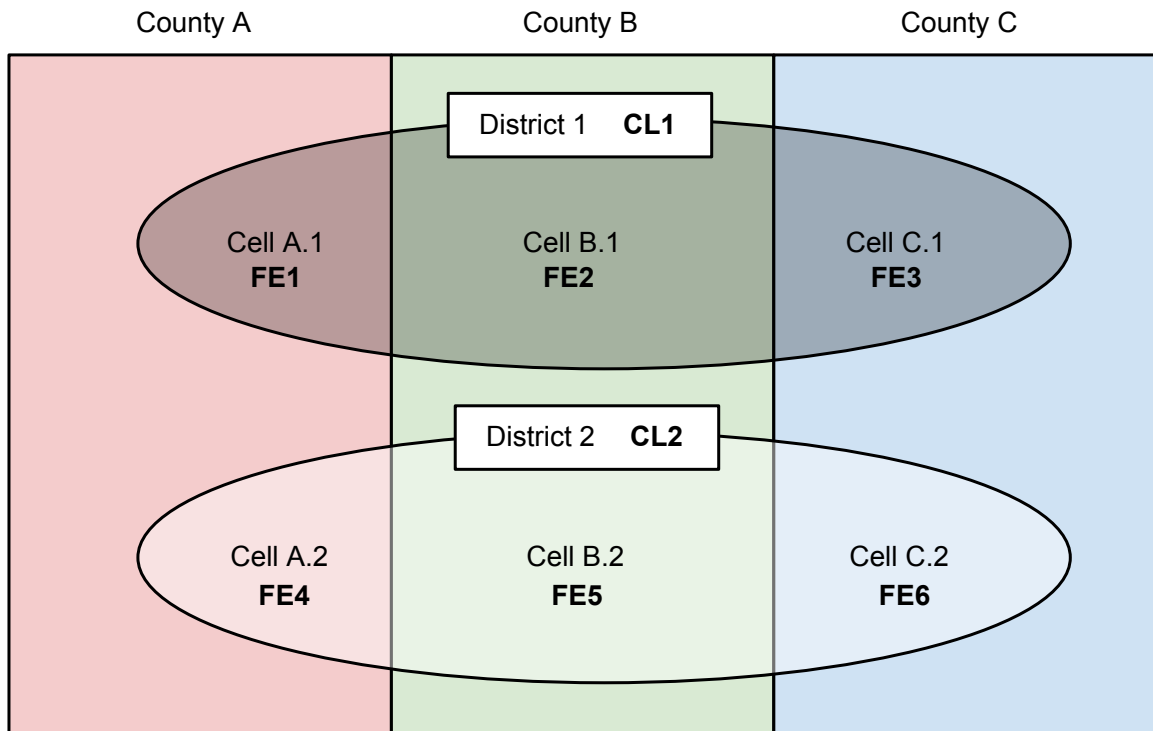 County A
County B
County C
District 1 CL1
Cell A.1
FE1
Cell B.1
FE2
Cell C.1
FE3
District 2 CL2
Cell A.2
FE4
Cell B.2
FE5
Cell C.2
FE6